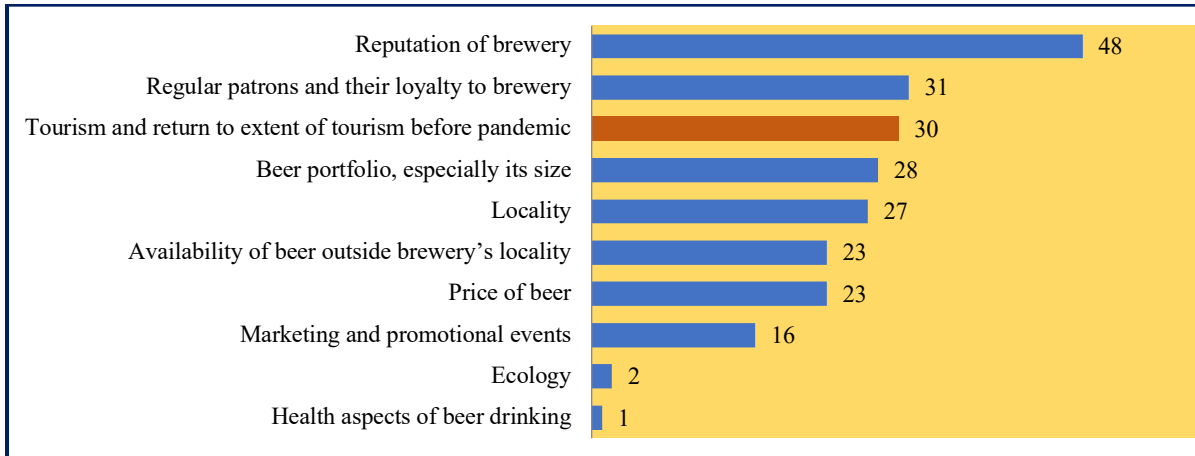 Reputation of brewery 48
Regular patrons and their loyalty to brewery 31
Tourism and return to extent of tourism before pandemic 30
Beer portfolio, especially its size 28
Locality 27
Availability of beer outside brewery’s locality 23
Price of beer 23
Marketing and promotional events 16
Ecology 2
Health aspects of beer drinking 1